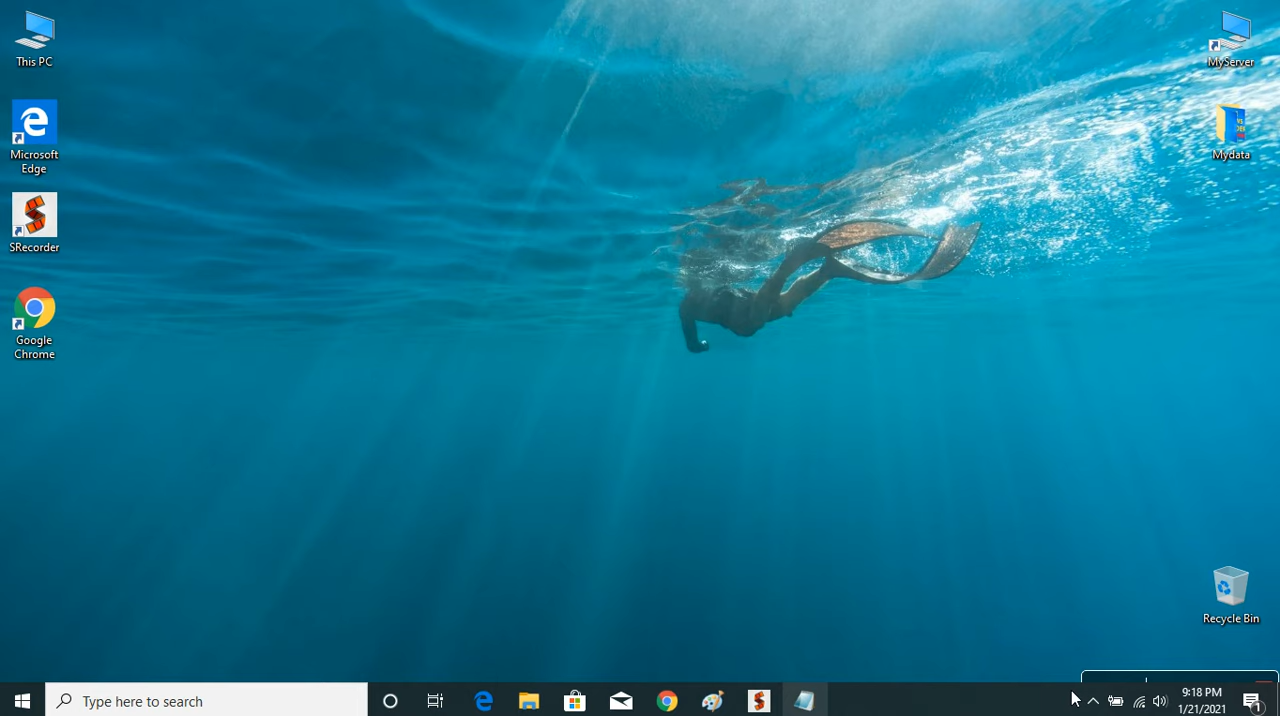 This PC
Microsoft
Edge
SRecorder
Google
Chrome
MyServer
Mydata
Recycle Bin
Type here to search
9:18 PM
1/21/2021
1